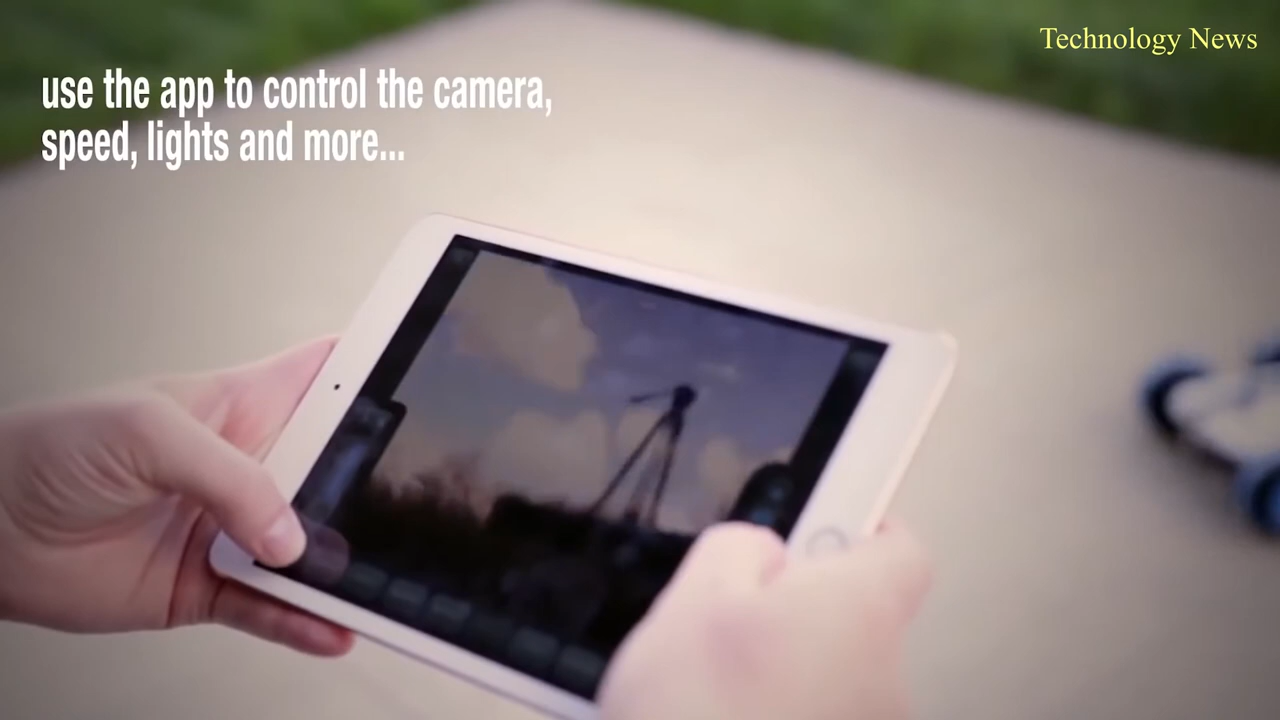 Technology News
use the app to control the camera,
speed, lights and more...